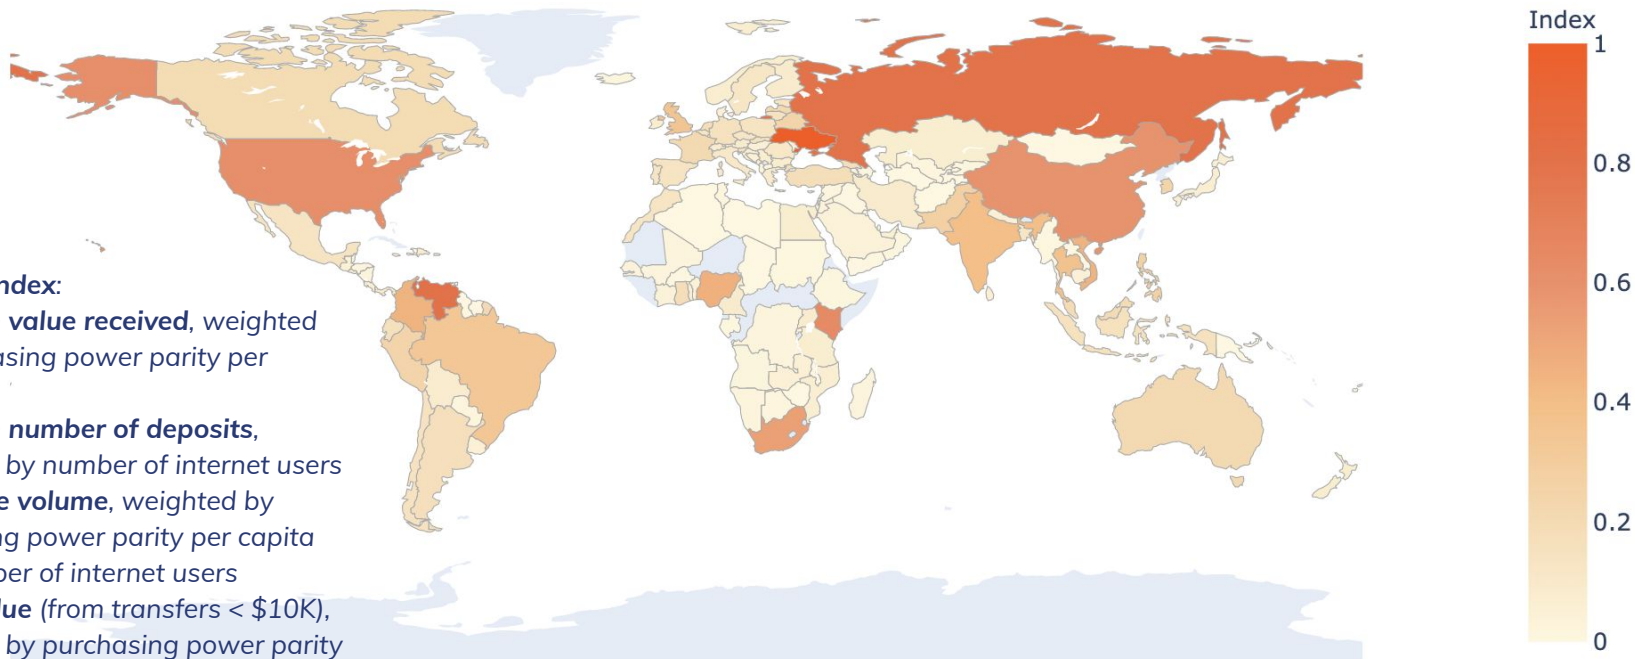 Index
1
0.8
0.6
0.4
0.2
0
ndex:
value received, weighted
asing power parity per
number of deposits,
by number of internet users
e volume, weighted by
ng power parity per capita
ber of internet users
lue (from transfers < $10K),
by purchasing power parity